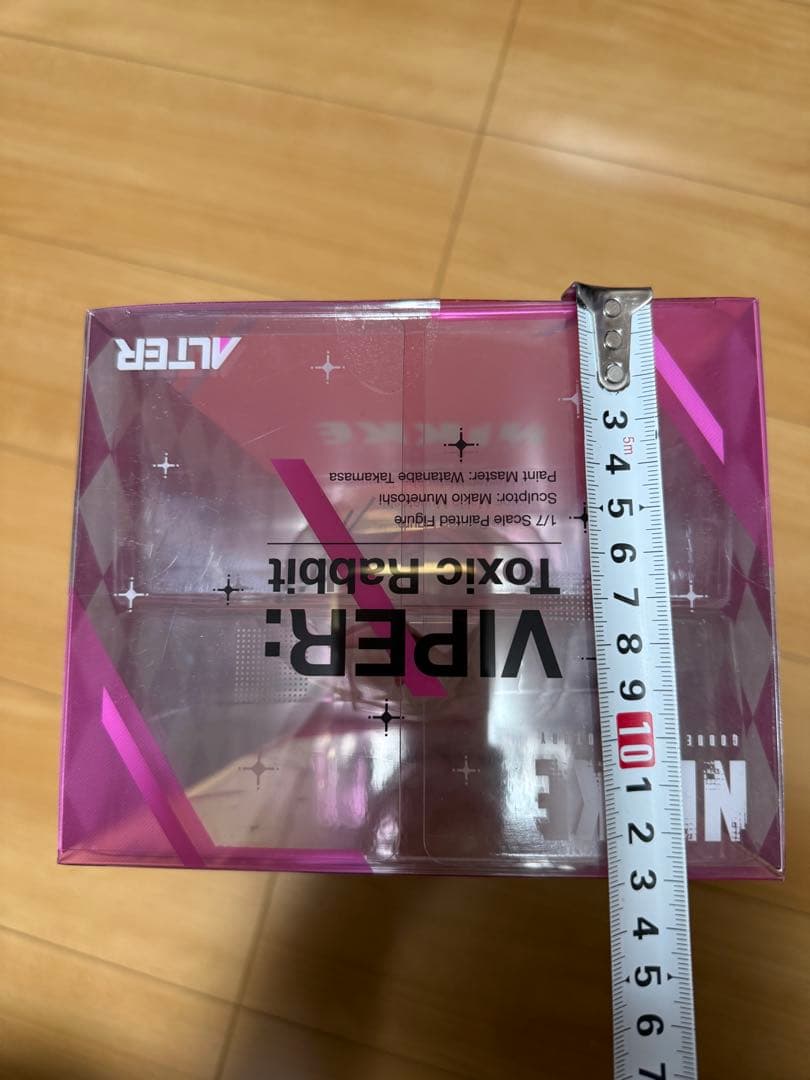 ALTER
NIKKE
VIPER:
Toxic Rabbit
1/7 Scale Painted Figure
Sculptor: Makio Munetoshi
Paint Master: Watanabe Takamasa
5m
3
4
5
6
7
8
9
10
1
2
3
4
5
6
7